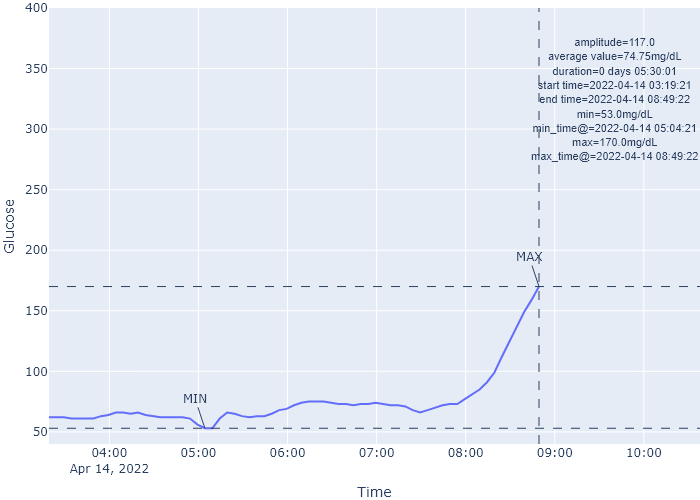 400
350
300
250
200
150
100
50
Glucose
amplitude=117.0
average value=74.75mg/dL
duration=0 days 05:30:01
start time=2022-04-14 03:19:21
end time=2022-04-14 08:49:22
min=53.0mg/dL
min_time@=2022-04-14 05:04:21
max=170.0mg/dL
max_time@=2022-04-14 08:49:22
MAX
MIN
04:00 05:00 06:00 07:00 08:00 09:00 10:00
Apr 14, 2022
Time